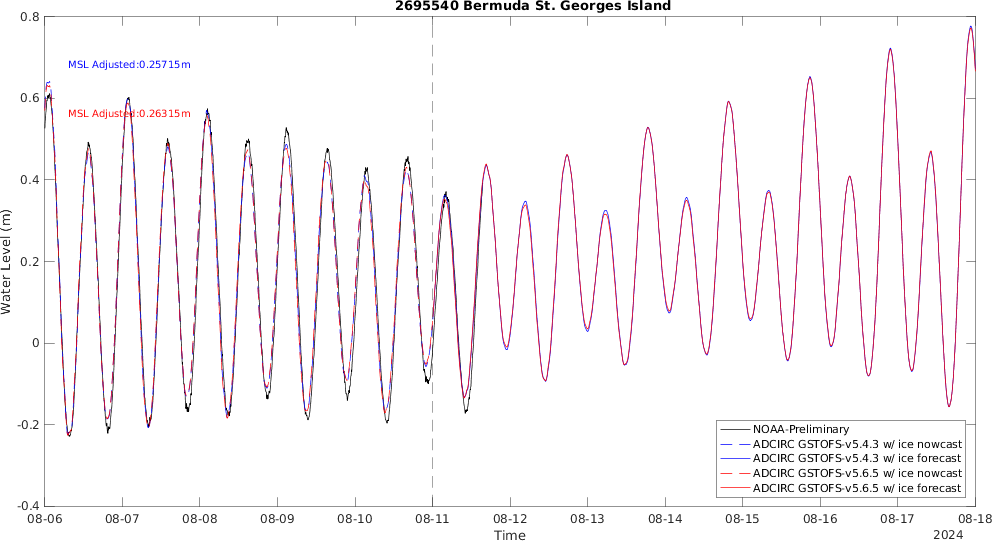 2695540 Bermuda St. Georges Island
MSL Adjusted:0.25715m
MSL Adjusted:0.26315m
Water Level (m)
0.8
0.6
0.4
0.2
0
-0.2
-0.4
NOAA-Preliminary
ADCIRC GSTOFS-v5.4.3 w/ ice nowcast
ADCIRC GSTOFS-v5.4.3 w/ ice forecast
ADCIRC GSTOFS-v5.6.5 w/ ice nowcast
ADCIRC GSTOFS-v5.6.5 w/ ice forecast
08-06 08-07 08-08 08-09 08-10 08-11 08-12 08-13 08-14 08-15 08-16 08-17 08-18
Time
2024